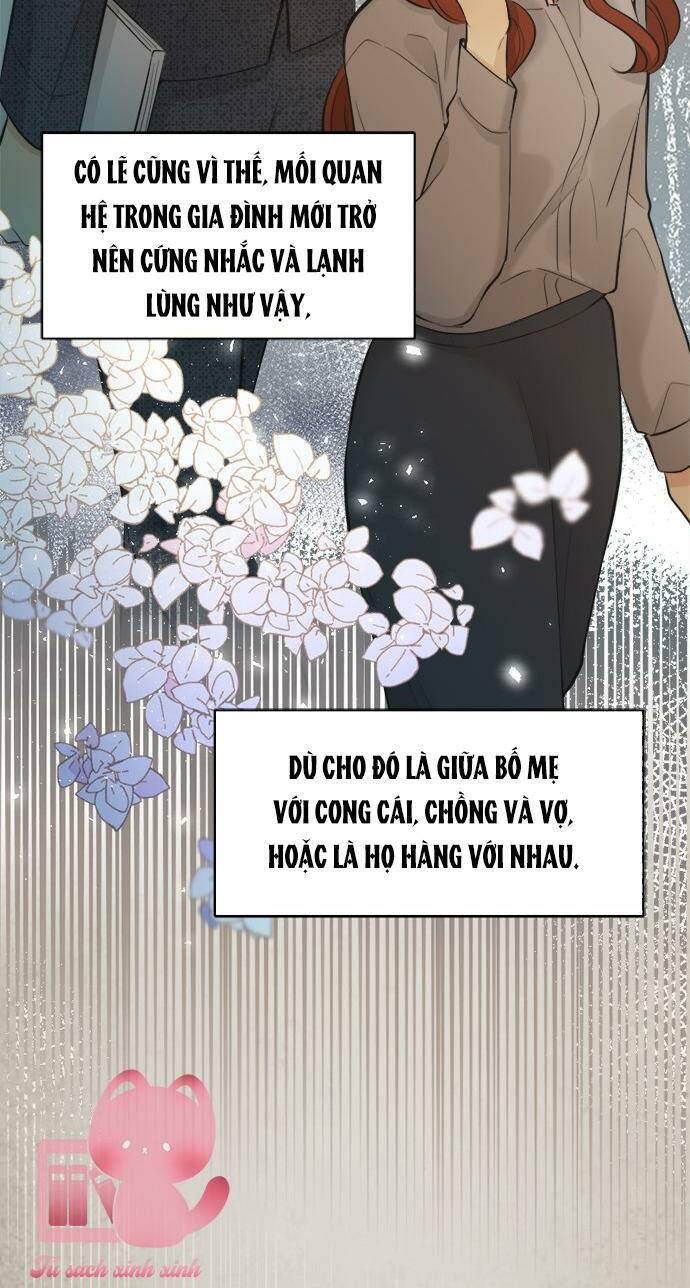 CÓ LẼ CŨNG VÌ THẾ, MỐI QUAN
HỆ TRONG GIA ĐÌNH MỚI TRỞ
NÊN CỨNG NHẮC VÀ LẠNH
LÙNG NHƯ VẬY,
DÙ CHO ĐÓ LÀ GIỮA BỐ MẸ
VỚI CONG CÁI, CHỒNG VÀ VỢ,
HOẶC LÀ HỌ HÀNG VỚI NHAU.
Tủ sách xinh xinh